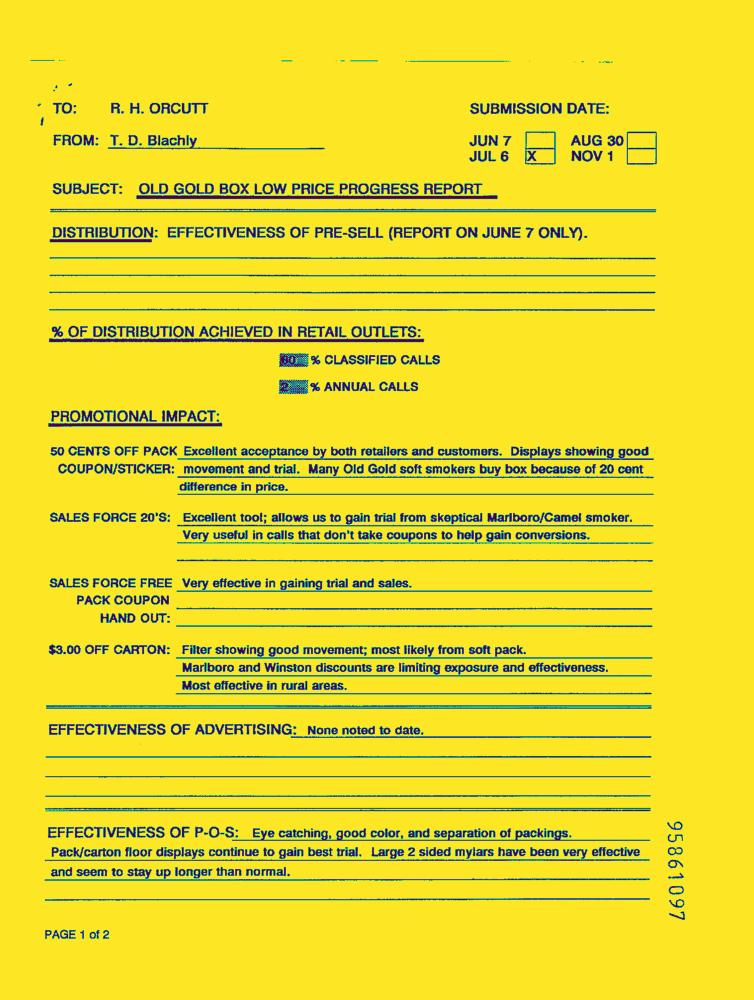 TO: R. H. ORCUTT
SUBMISSION DATE:
FROM: T. D. Blachly
JUN 7 AUG 30
JUL 6 X NOV 1
SUBJECT: OLD GOLD BOX LOW PRICE PROGRESS REPORT
DISTRIBUTION: EFFECTIVENESS OF PRE-SELL (REPORT ON JUNE 7 ONLY).
% OF DISTRIBUTION ACHIEVED IN RETAIL OUTLETS:
60 % CLASSIFIED CALLS
2 % ANNUAL CALLS
PROMOTIONAL IMPACT:
50 CENTS OFF PACK Excellent acceptance by both retailers and customers. Displays showing good
COUPON/STICKER: movement and trial. Many Old Gold soft smokers buy box because of 20 cent
difference in price.
SALES FORCE 20'S: Excellent tool; allows us to gain trial from skeptical Marlboro/Camel smoker.
Very useful in calls that don't take coupons to help gain conversions.
SALES FORCE FREE Very effective in gaining trial and sales.
PACK COUPON
HAND OUT:
$3.00 OFF CARTON: Filter showing good movement; most likely from soft pack.
Marlboro and Winston discounts are limiting exposure and effectiveness.
Most effective in rural areas.
EFFECTIVENESS OF ADVERTISING: None noted to date.
EFFECTIVENESS OF P-O-S: Eye catching, good color, and separation of packings.
Pack/carton floor displays continue to gain best trial. Large 2 sided mylars have been very effective
and seem to stay up longer than normal.
95861097
PAGE 1 of 2